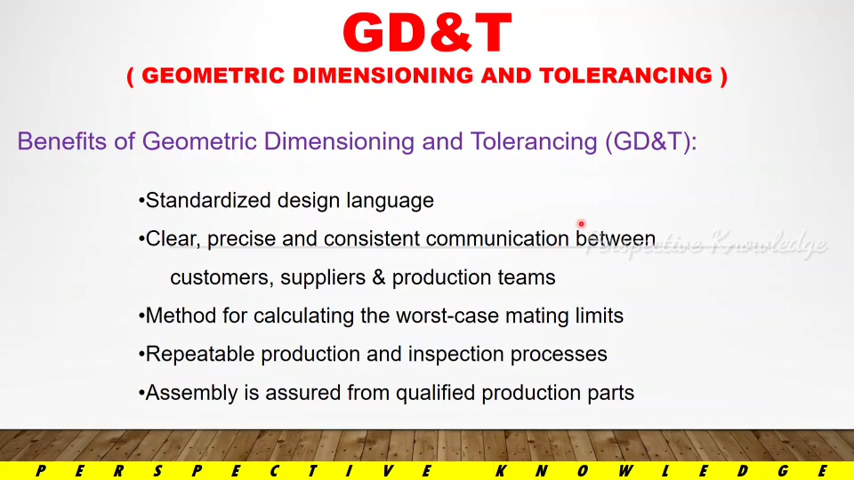 GD&T
( GEOMETRIC DIMENSIONING AND TOLERANCING )
Benefits of Geometric Dimensioning and Tolerancing (GD&T):
•Standardized design language
•Clear, precise and consistent communication between
Perspective Knowledge
customers, suppliers & production teams
•Method for calculating the worst-case mating limits
•Repeatable production and inspection processes
•Assembly is assured from qualified production parts
PERSPECTIVE KNOWLEDGE